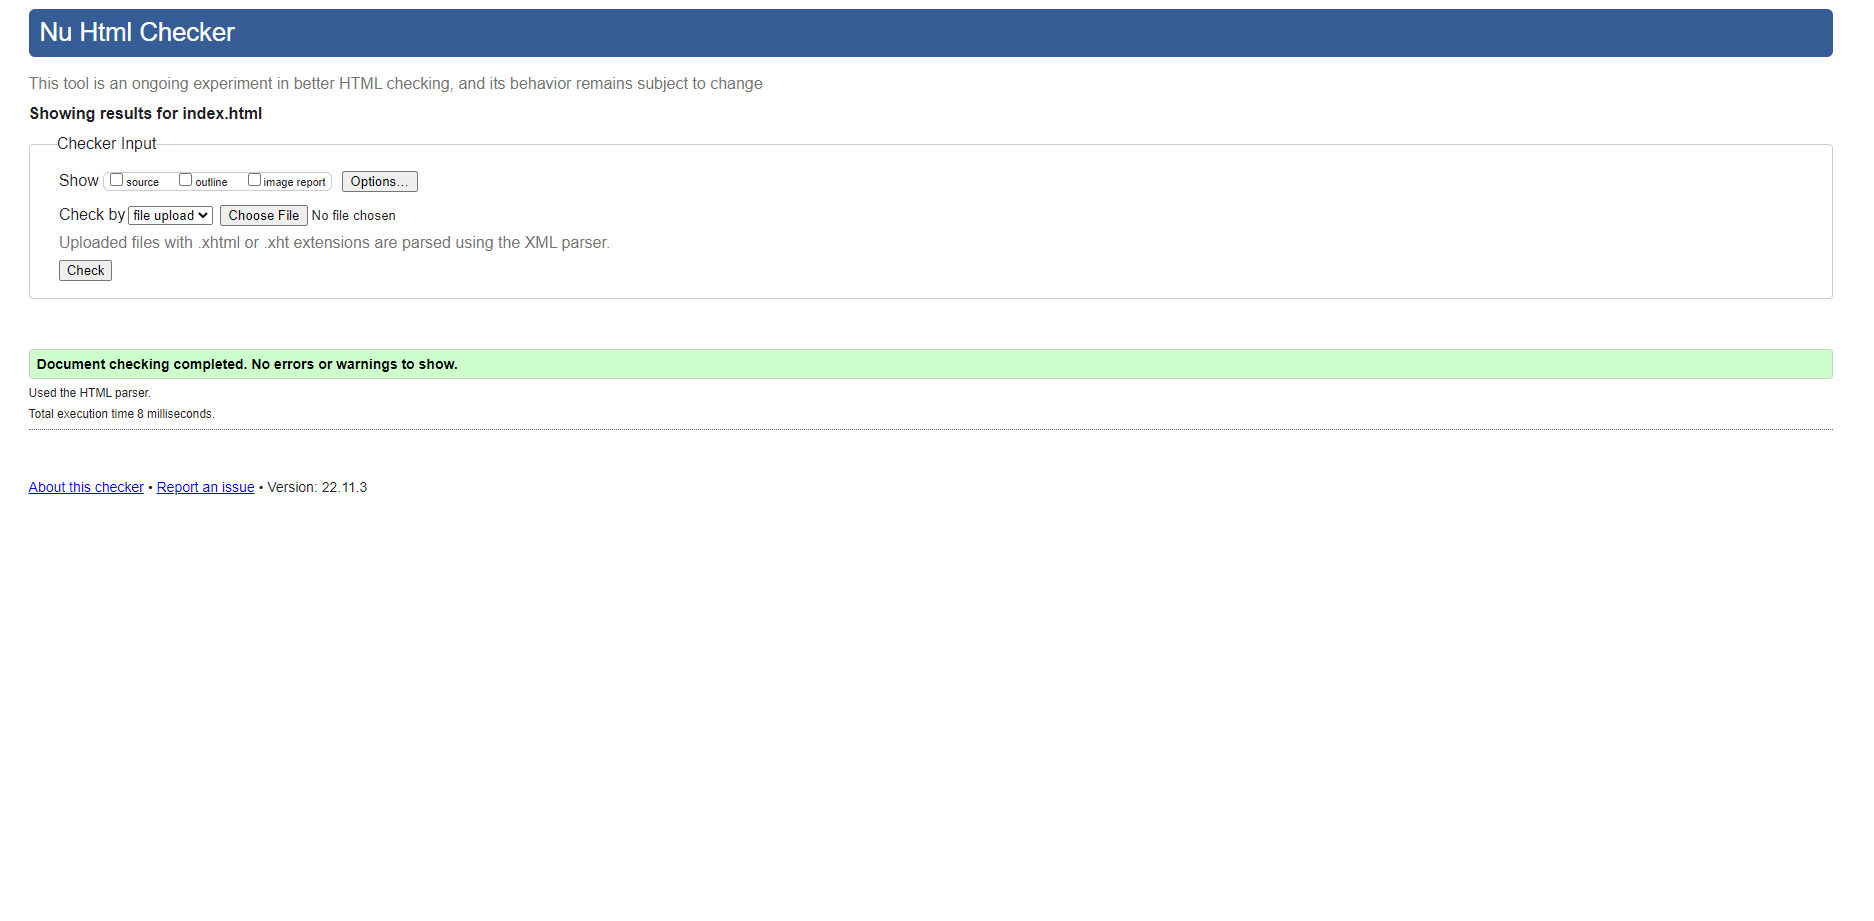 Nu Html Checker
This tool is an ongoing experiment in better HTML checking, and its behavior remains subject to change
Showing results for index.html
Checker Input
Show source outline image report Options...
Check by file upload Choose File No file chosen
Uploaded files with .xhtml or .xht extensions are parsed using the XML parser.
Check
Document checking completed. No errors or warnings to show.
Used the HTML parser.
Total execution time 8 milliseconds.
About this checker • Report an issue • Version: 22.11.3